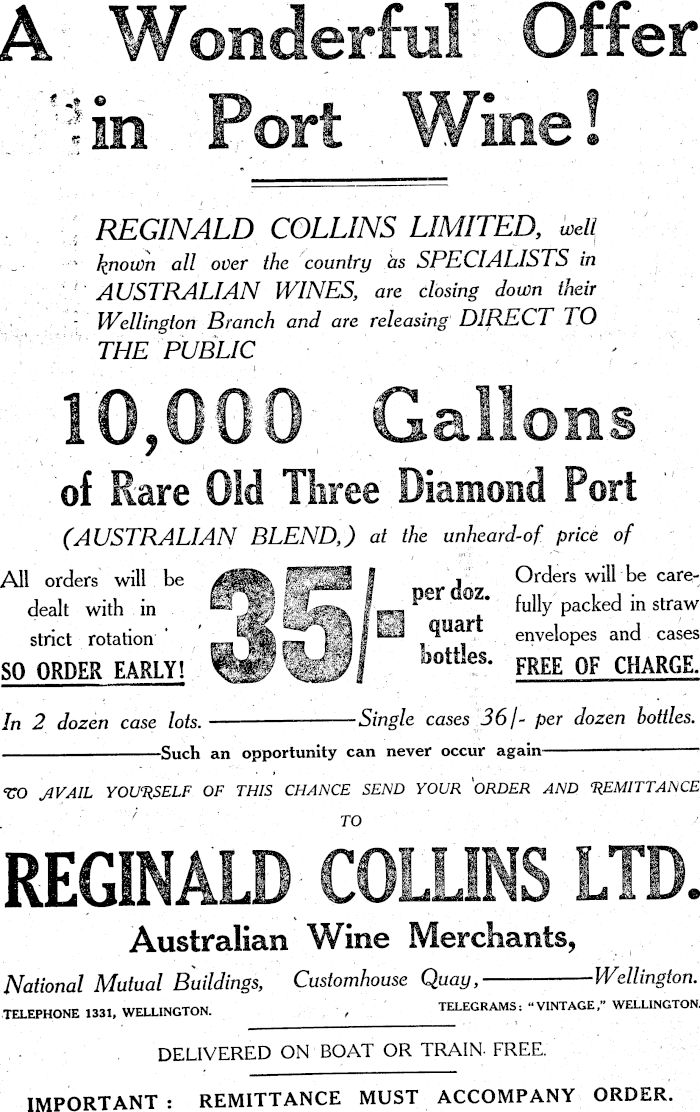 A Wonderful Offer
in Port Wine!
REGINALD COLLINS LIMITED, well
known all over the country as SPECIALISTS in
AUSTRALIAN WINES, are closing down their
Wellington Branch and are releasing DIRECT TO
THE PUBLIC
10,000 Gallons
of Rare Old Three Diamond Port
(AUSTRALIAN BLEND,) at the unheard-of price of
All orders will be
dealt with in
strict rotation
SO ORDER EARLY!
35/-
per doz.
quart
bottles.
Orders will be care-
fully packed in straw
envelopes and cases
FREE OF CHARGE.
In 2 dozen case lots. ——— Single cases 36/- per dozen bottles.
———Such an opportunity can never occur again———
TO AVAIL YOURSELF OF THIS CHANCE SEND YOUR ORDER AND REMITTANCE
TO
REGINALD COLLINS LTD.
Australian Wine Merchants,
National Mutual Buildings, Customhouse Quay,———Wellington.
TELEPHONE 1331, WELLINGTON. TELEGRAMS: "VINTAGE," WELLINGTON.
DELIVERED ON BOAT OR TRAIN FREE.
IMPORTANT: REMITTANCE MUST ACCOMPANY ORDER.